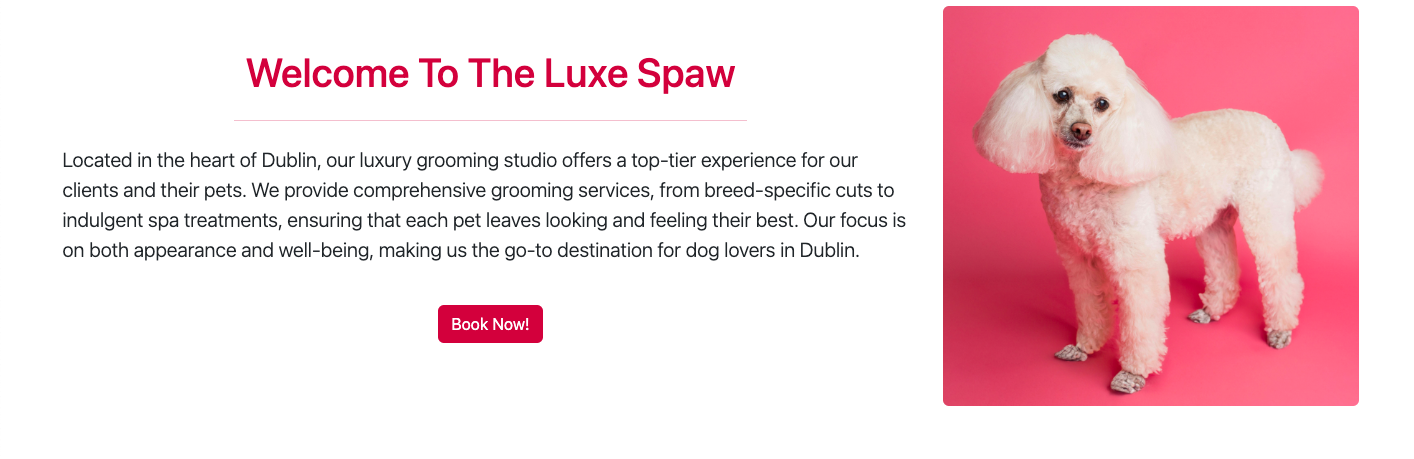 Welcome To The Luxe Spaw
Located in the heart of Dublin, our luxury grooming studio offers a top-tier experience for our
clients and their pets. We provide comprehensive grooming services, from breed-specific cuts to
indulgent spa treatments, ensuring that each pet leaves looking and feeling their best. Our focus is
on both appearance and well-being, making us the go-to destination for dog lovers in Dublin.
Book Now!